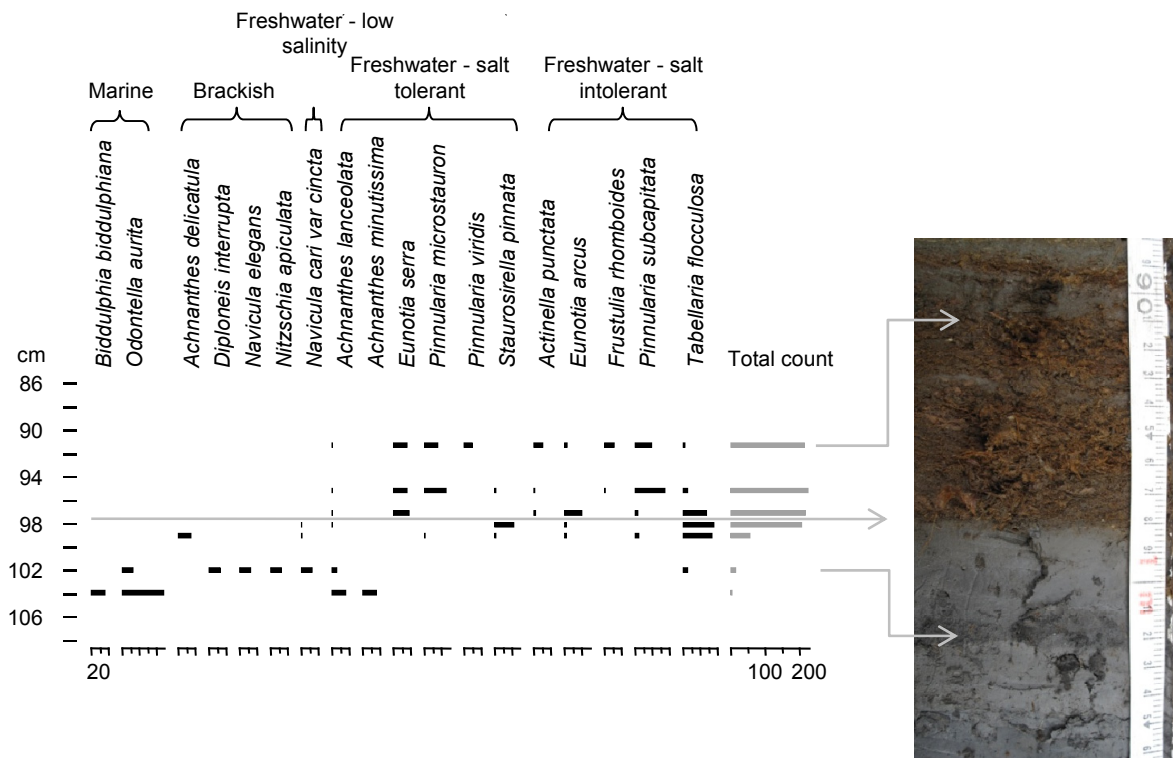 Freshwater - low
salinity
Freshwater - salt
tolerant
Freshwater - salt
intolerant
Marine
Brackish
Biddulphia biddulphiana
Odontella aurita
Achnanthes delicatula
Diploneis interrupta
Navicula elegans
Nitzschia apiculata
Navicula cari var cincta
Achnanthes lanceolata
Achnanthes minutissima
Eunotia serra
Pinnularia microstauron
Pinnularia viridis
Staurosirella pinnata
Actinella punctata
Eunotia arcus
Frustulia rhomboides
Pinnularia subcapitata
Tabellaria flocculosa
cm
Total count
86
90
94
98
102
106
20
100 200
90